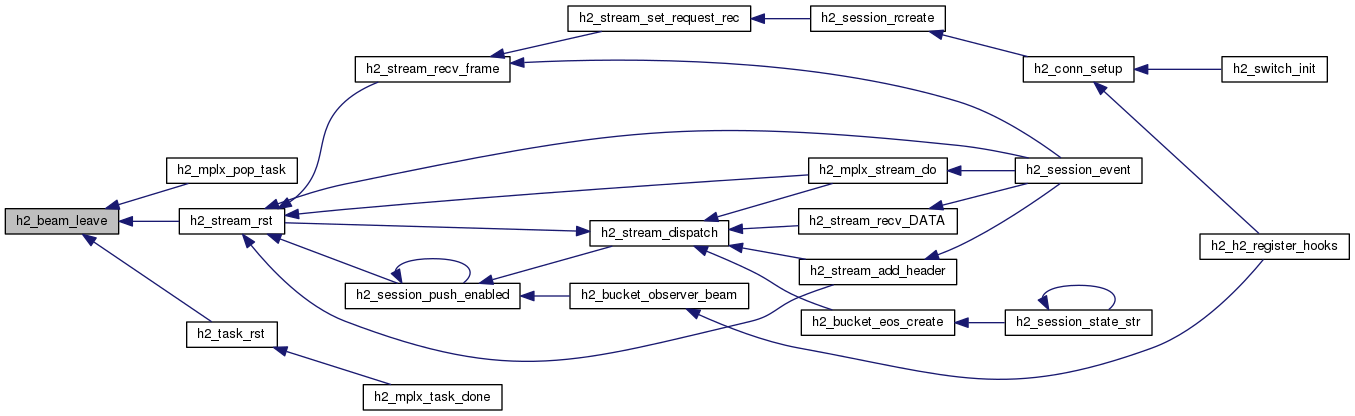 h2_stream_set_request_rec
h2_session_rcreate
h2_stream_recv_frame
h2_conn_setup
h2_switch_init
h2_mplx_pop_task
h2_mplx_stream_do
h2_session_event
h2_beam_leave
h2_stream_rst
h2_stream_recv_DATA
h2_stream_dispatch
h2_h2_register_hooks
h2_stream_add_header
h2_session_push_enabled
h2_bucket_observer_beam
h2_bucket_eos_create
h2_session_state_str
h2_task_rst
h2_mplx_task_done